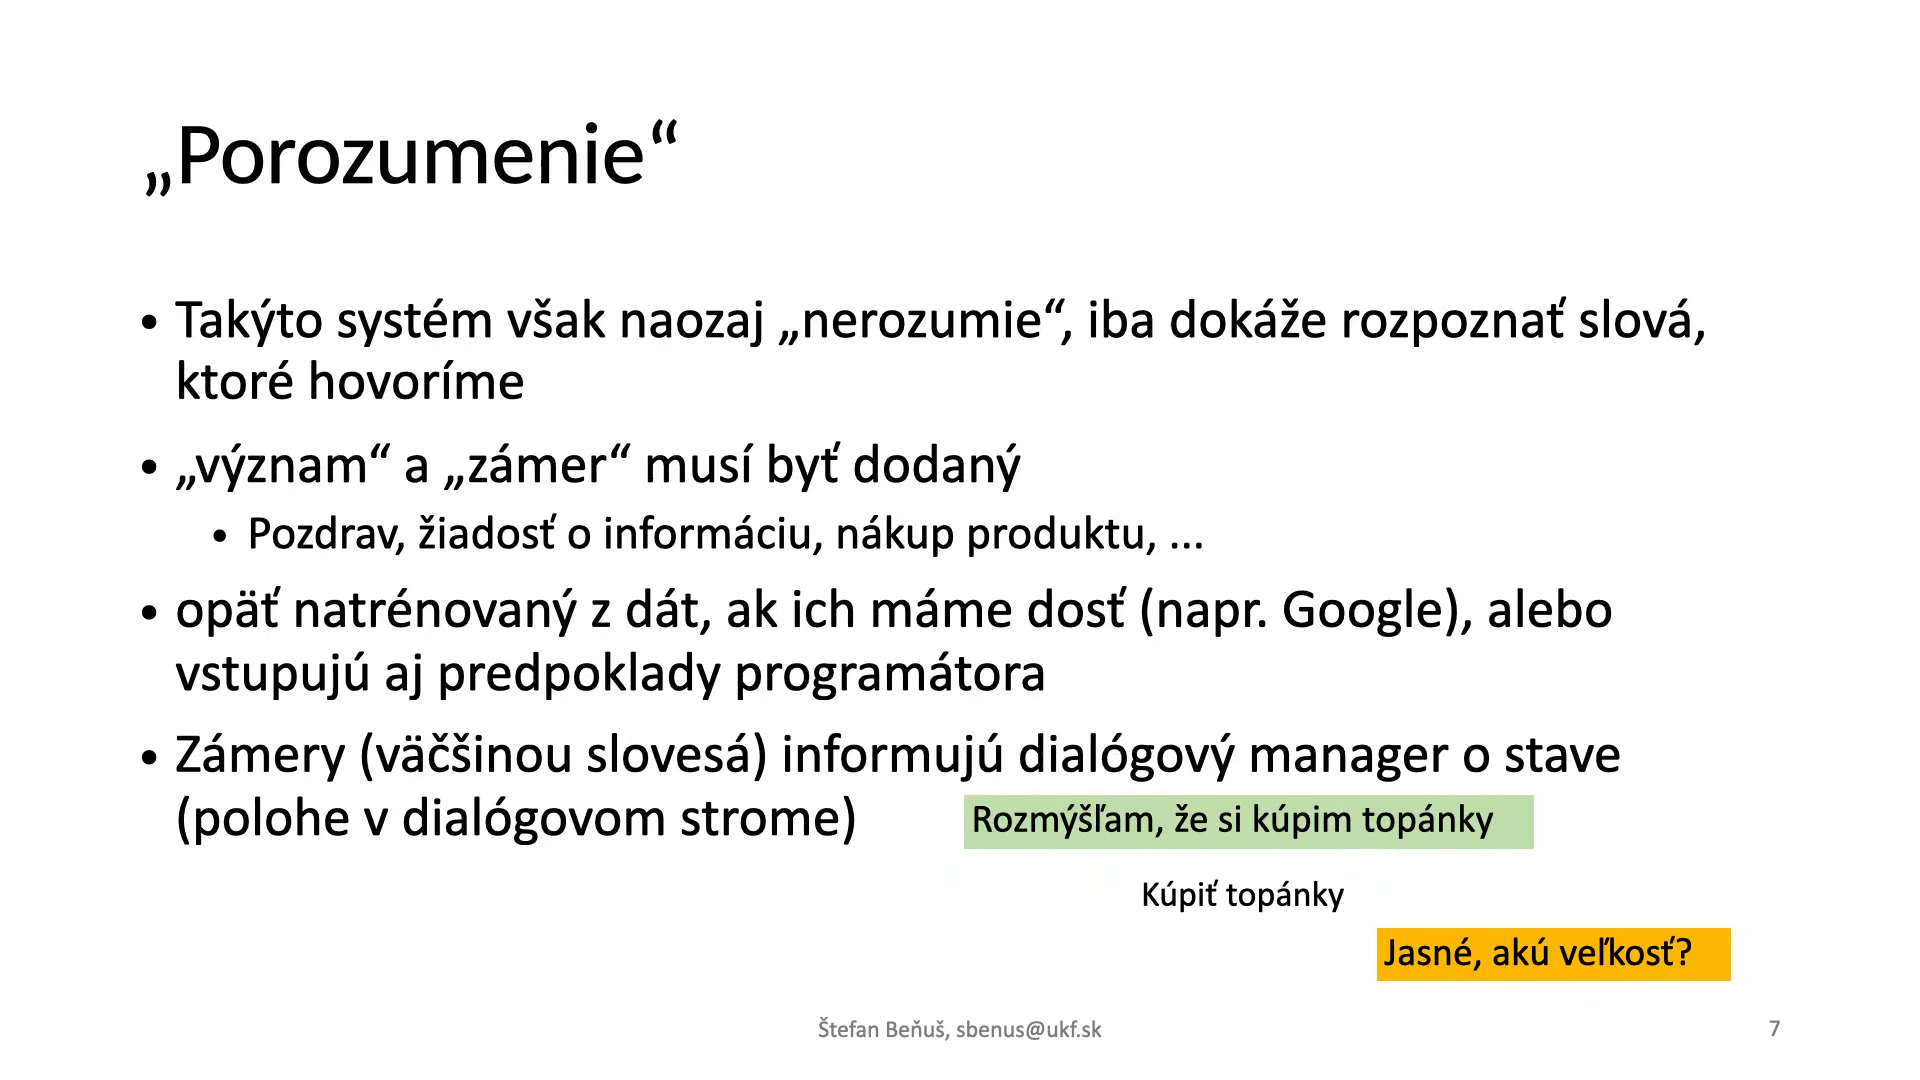 „Porozumenie“
• Takýto systém však naozaj „nerozumie“, iba dokáže rozpoznať slová,
ktoré hovoríme
• „význam“ a „zámer“ musí byť dodaný
• Pozdrav, žiadosť o informáciu, nákup produktu, ...
• opäť natrénovaný z dát, ak ich máme dosť (napr. Google), alebo
vstupujú aj predpoklady programátora
• Zámery (väčšinou slovesá) informujú dialógový manager o stave
(polohe v dialógovom strome)
Rozmýšľam, že si kúpim topánky
Kúpiť topánky
Jasné, akú veľkosť?
Štefan Beňuš, sbenus@ukf.sk
7